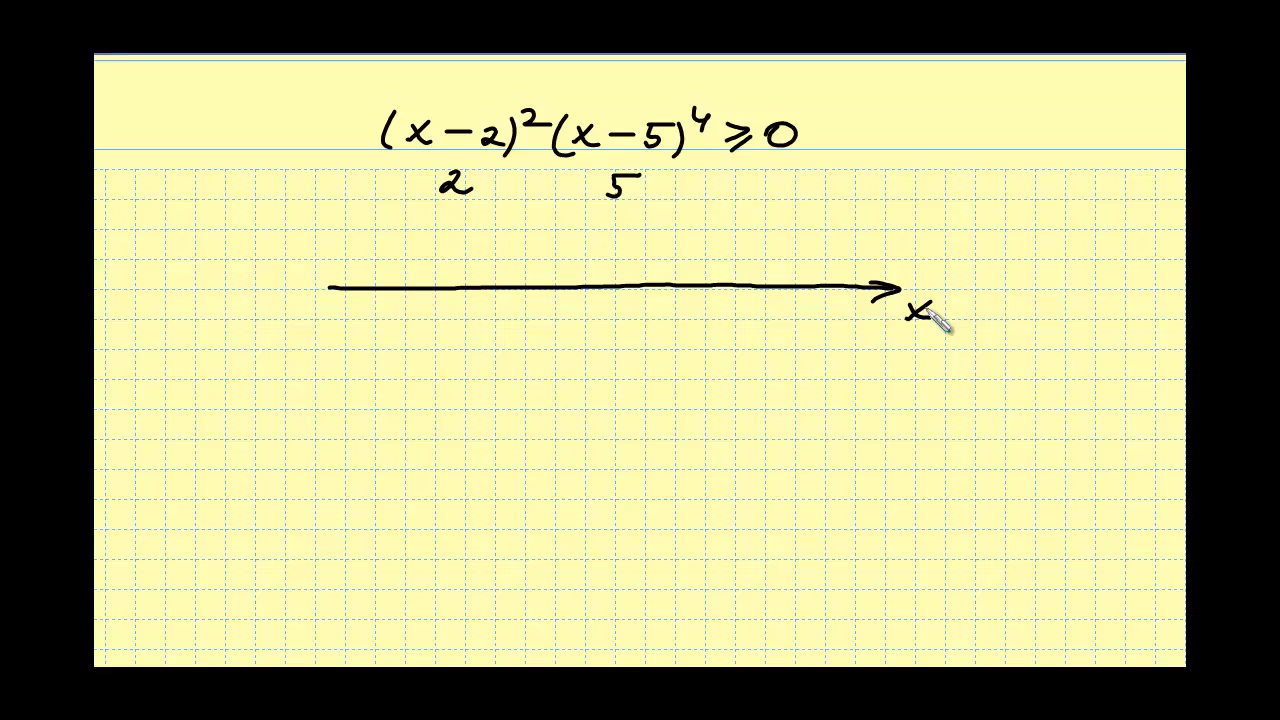 (x - 2)²(x - 5)⁴ ⩾ 0
2 5
x